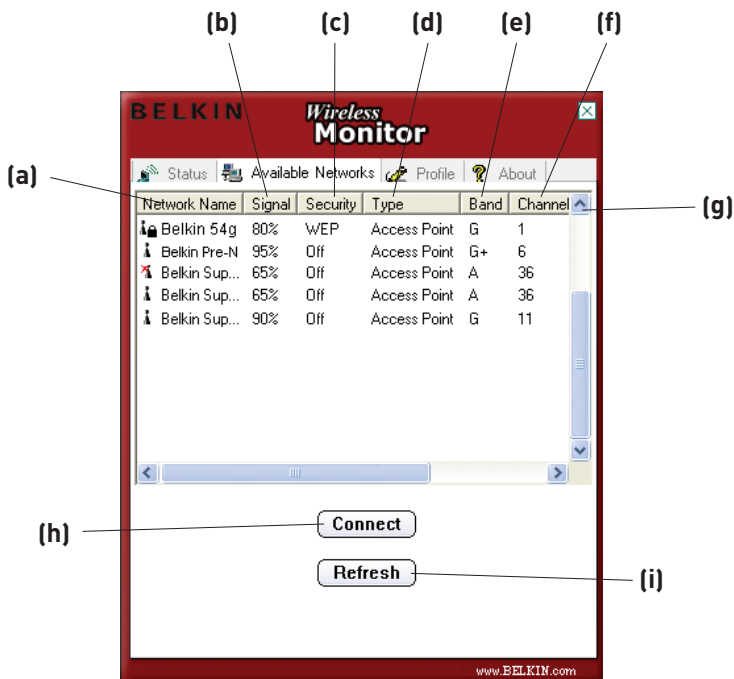 (b) (c) (d) (e) (f)
BELKIN Wireless Monitor
(a)
Status Available Networks Profile About
Network Name Signal Security Type Band Channel
(g)
Belkin 54g 80% WEP Access Point G 1
Belkin Pre-N 95% Off Access Point G+ 6
Belkin Sup... 65% Off Access Point A 36
Belkin Sup... 65% Off Access Point A 36
Belkin Sup... 90% Off Access Point G 11
(h) Connect
Refresh (i)
www.BELKIN.com